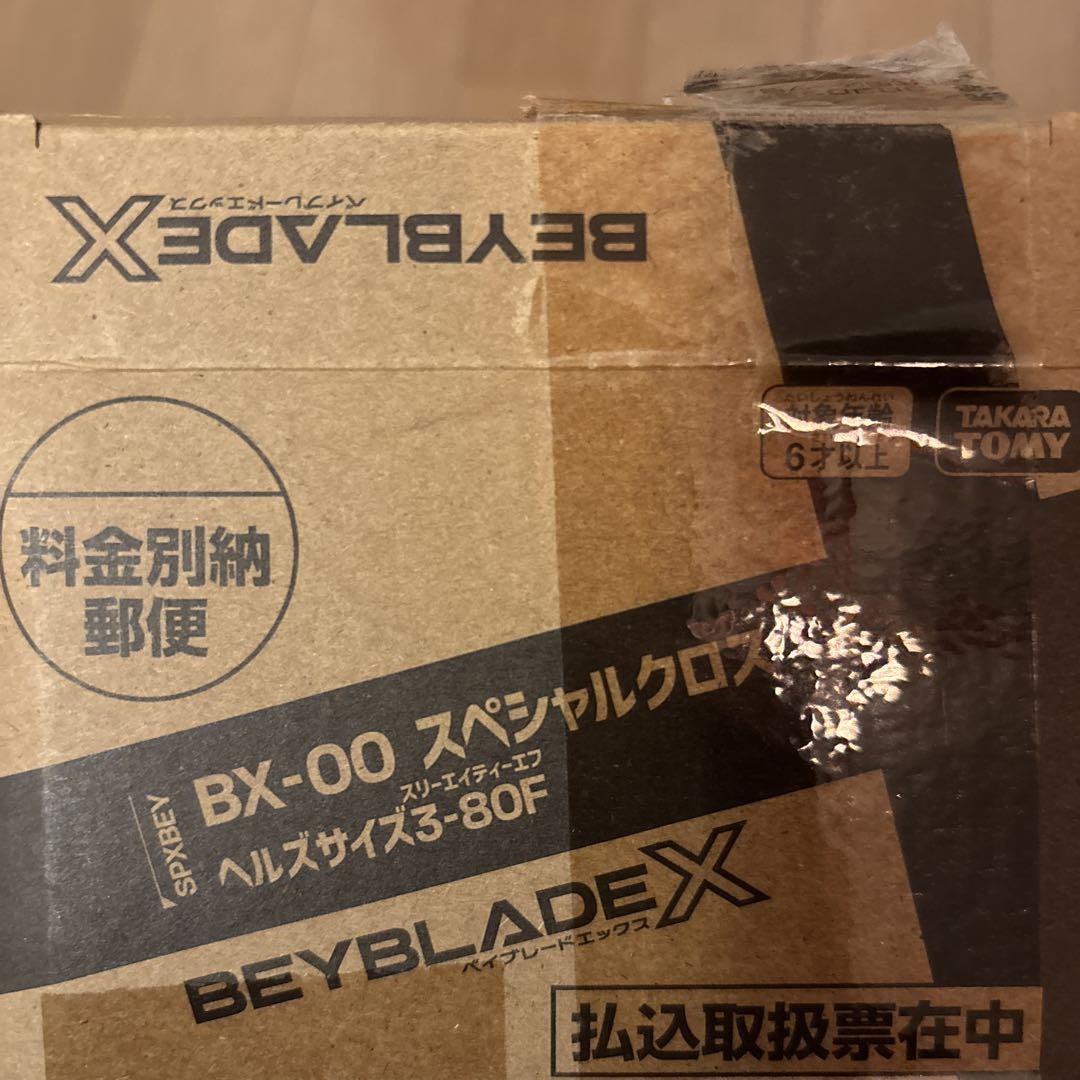 BEYBLADE X
ベイブレードエックス
たいしょうねんれい
対象年齢
6才以上
TAKARA
TOMY
料金別納
郵便
SPXBEY
BX-00 スペシャルクロス
スリーエイティーエフ
ヘルズサイズ3-80F
BEYBLADE X
ベイブレードエックス
払込取扱票在中